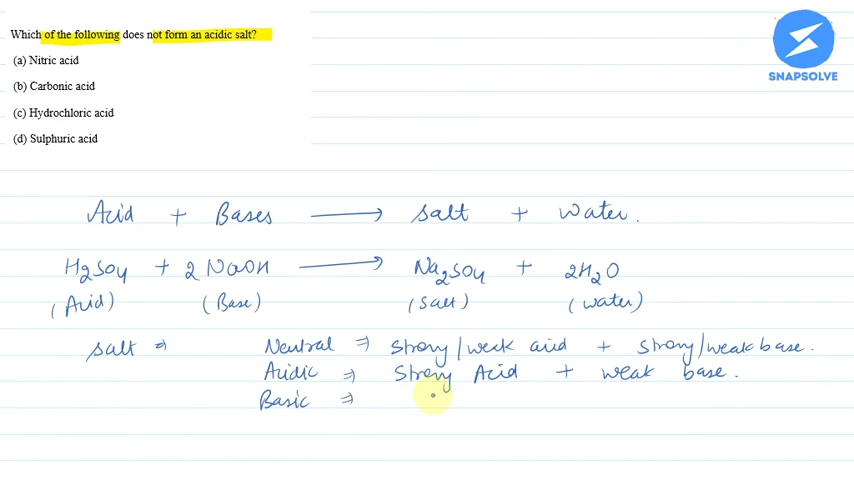 Which of the following does not form an acidic salt?
(a) Nitric acid
(b) Carbonic acid
(c) Hydrochloric acid
(d) Sulphuric acid
SNAPSOLVE
Acid + Bases ⟶ salt + water.
H2SO4 + 2 NaOH ⟶ Na2SO4 + 2H2O
(Acid) (Base) (Salt) (water)
salt ⇒ Neutral ⇒ strong/weak acid + strong/weak base.
Acidic ⇒ Strong Acid + weak base.
Basic ⇒